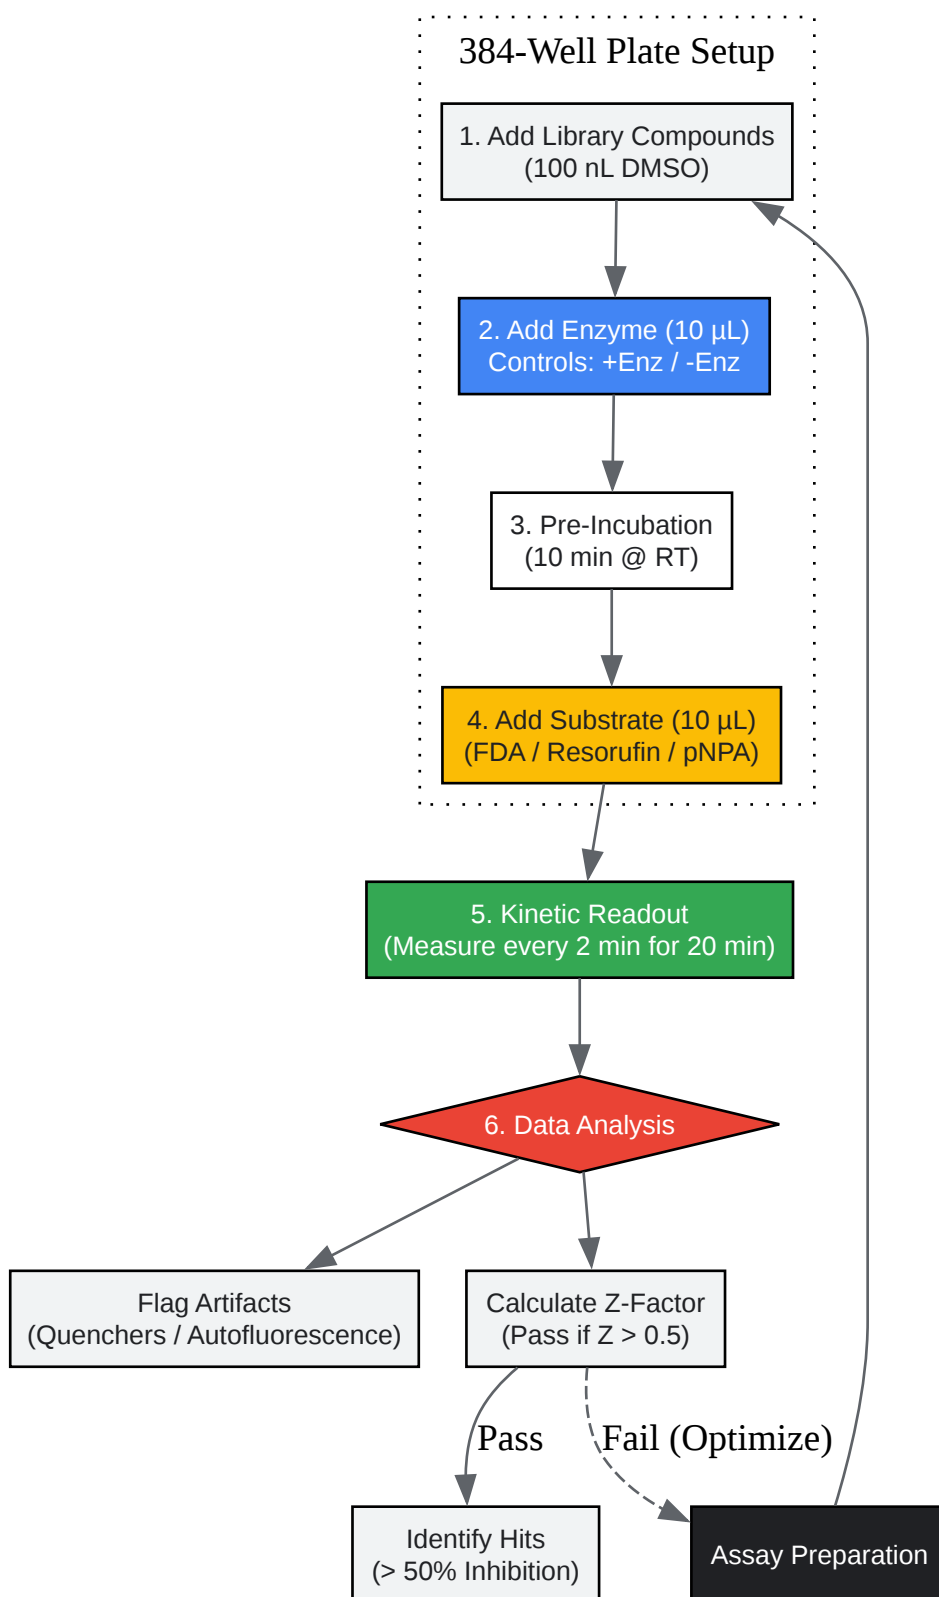 384-Well Plate Setup
1. Add Library Compounds
(100 nL DMSO)
2. Add Enzyme (10 µL)
Controls: +Enz / -Enz
3. Pre-Incubation
(10 min @ RT)
4. Add Substrate (10 µL)
(FDA / Resorufin / pNPA)
5. Kinetic Readout
(Measure every 2 min for 20 min)
6. Data Analysis
Flag Artifacts
(Quenchers / Autofluorescence)
Calculate Z-Factor
(Pass if Z > 0.5)
Pass
Fail (Optimize)
Identify Hits
(> 50% Inhibition)
Assay Preparation